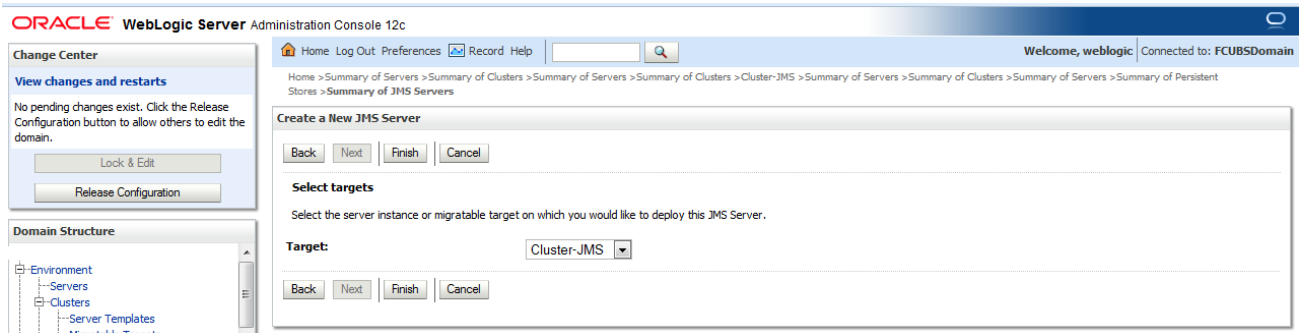 ORACLE WebLogic Server Administration Console 12c
Change Center
View changes and restarts
No pending changes exist. Click the Release
Configuration button to allow others to edit the
domain.
Lock & Edit
Release Configuration
Domain Structure
Environment
Servers
Clusters
Server Templates
Migratable Targets
Home Log Out Preferences Record Help
Welcome, weblogic Connected to: FCUBSDomain
Home >Summary of Servers >Summary of Clusters >Summary of Servers >Summary of Clusters >Cluster-JMS >Summary of Servers >Summary of Clusters >Summary of Servers >Summary of Persistent
Stores >Summary of JMS Servers
Create a New JMS Server
Back Next Finish Cancel
Select targets
Select the server instance or migratable target on which you would like to deploy this JMS Server.
Target: Cluster-JMS
Back Next Finish Cancel